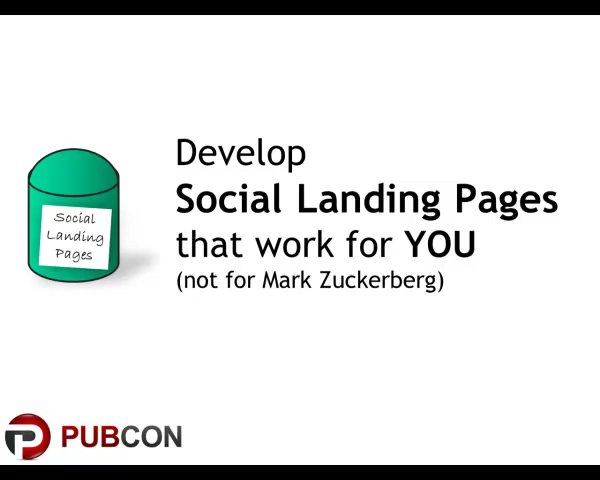 Develop
Social Landing Pages
that work for YOU
(not for Mark Zuckerberg)
Social
Landing
Pages
PUBCON